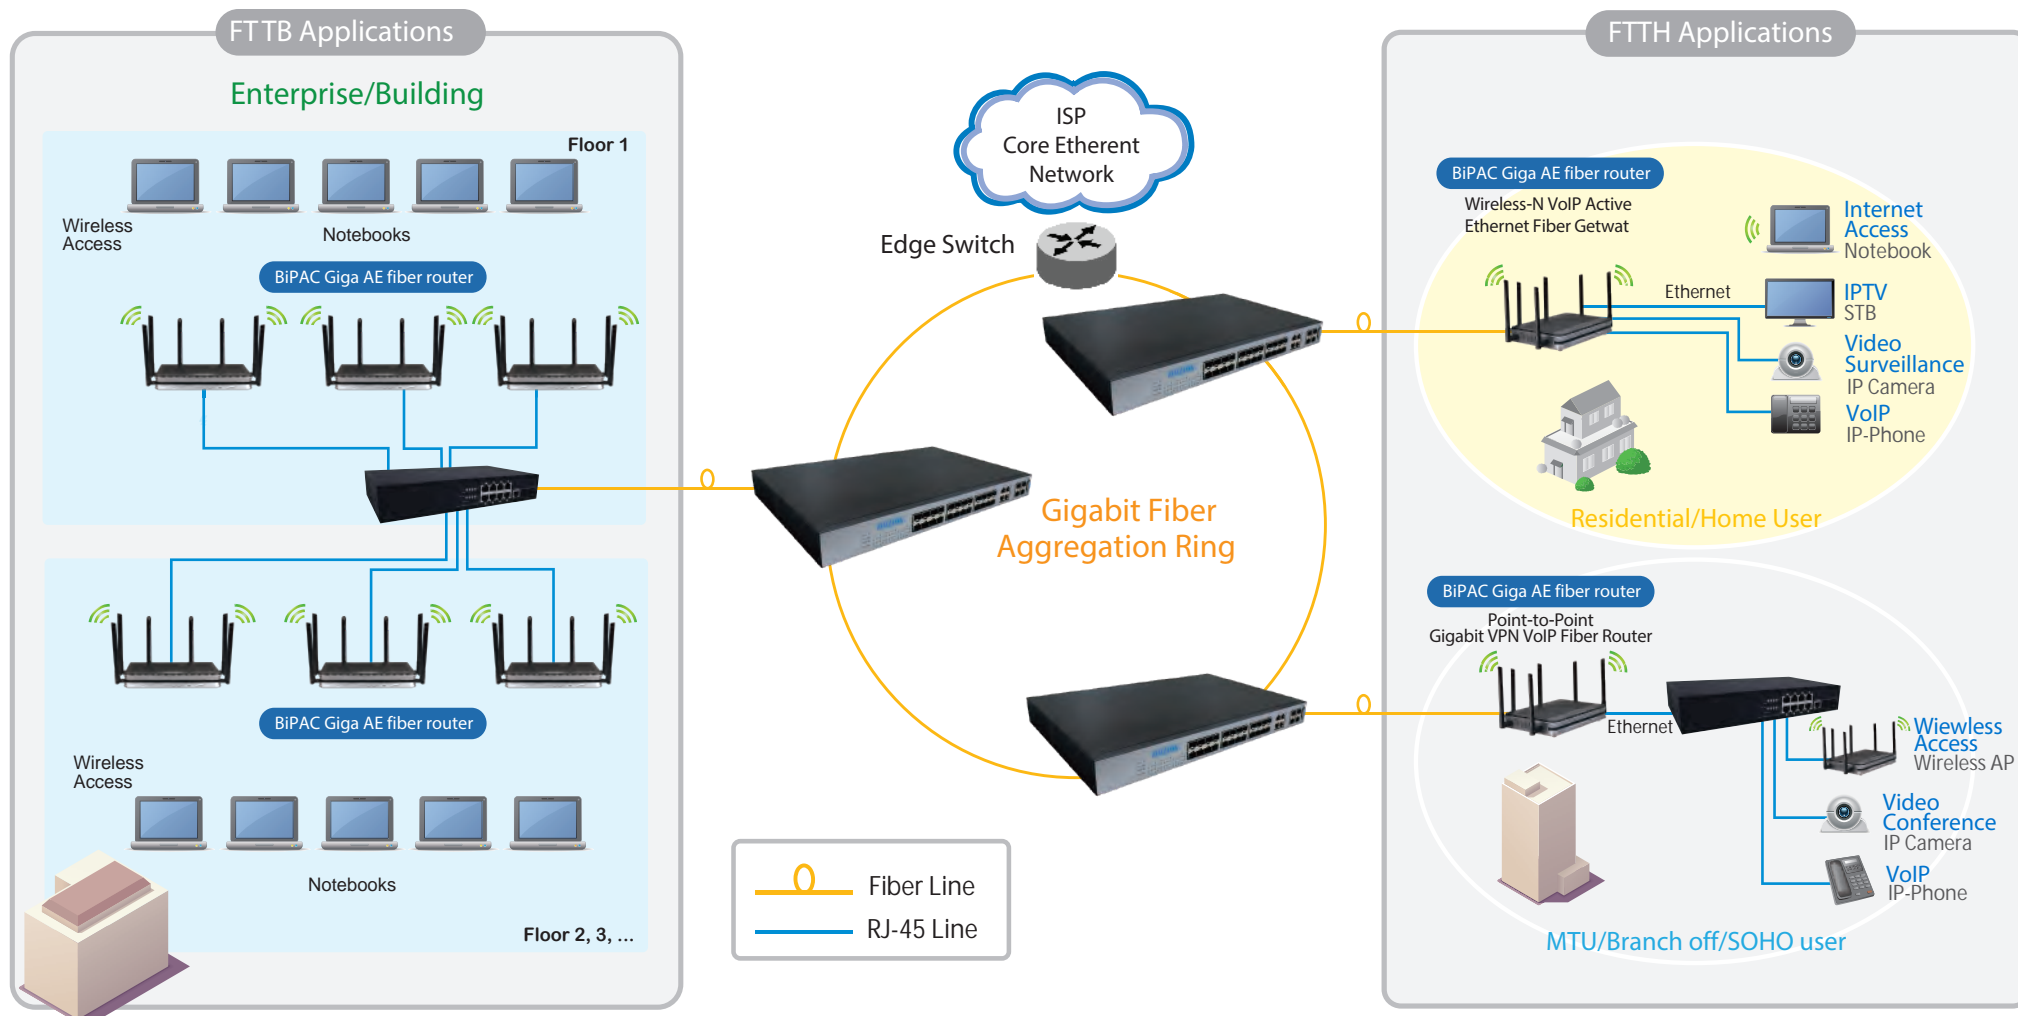 FTTB Applications
Enterprise/Building
Floor 1
Wireless
Access
Notebooks
BiPAC Giga AE fiber router
BiPAC Giga AE fiber router
Wireless
Access
Notebooks
Floor 2, 3, ...
ISP
Core Etherent
Network
Edge Switch
Gigabit Fiber
Aggregation Ring
Fiber Line
RJ-45 Line
FTTH Applications
BiPAC Giga AE fiber router
Wireless-N VoIP Active
Ethernet Fiber Getwat
Internet
Access
Notebook
Ethernet
IPTV
STB
Video
Surveillance
IP Camera
VoIP
IP-Phone
Residential/Home User
BiPAC Giga AE fiber router
Point-to-Point
Gigabit VPN VoIP Fiber Router
Ethernet
Wiewless
Access
Wireless AP
Video
Conference
IP Camera
VoIP
IP-Phone
MTU/Branch off/SOHO user